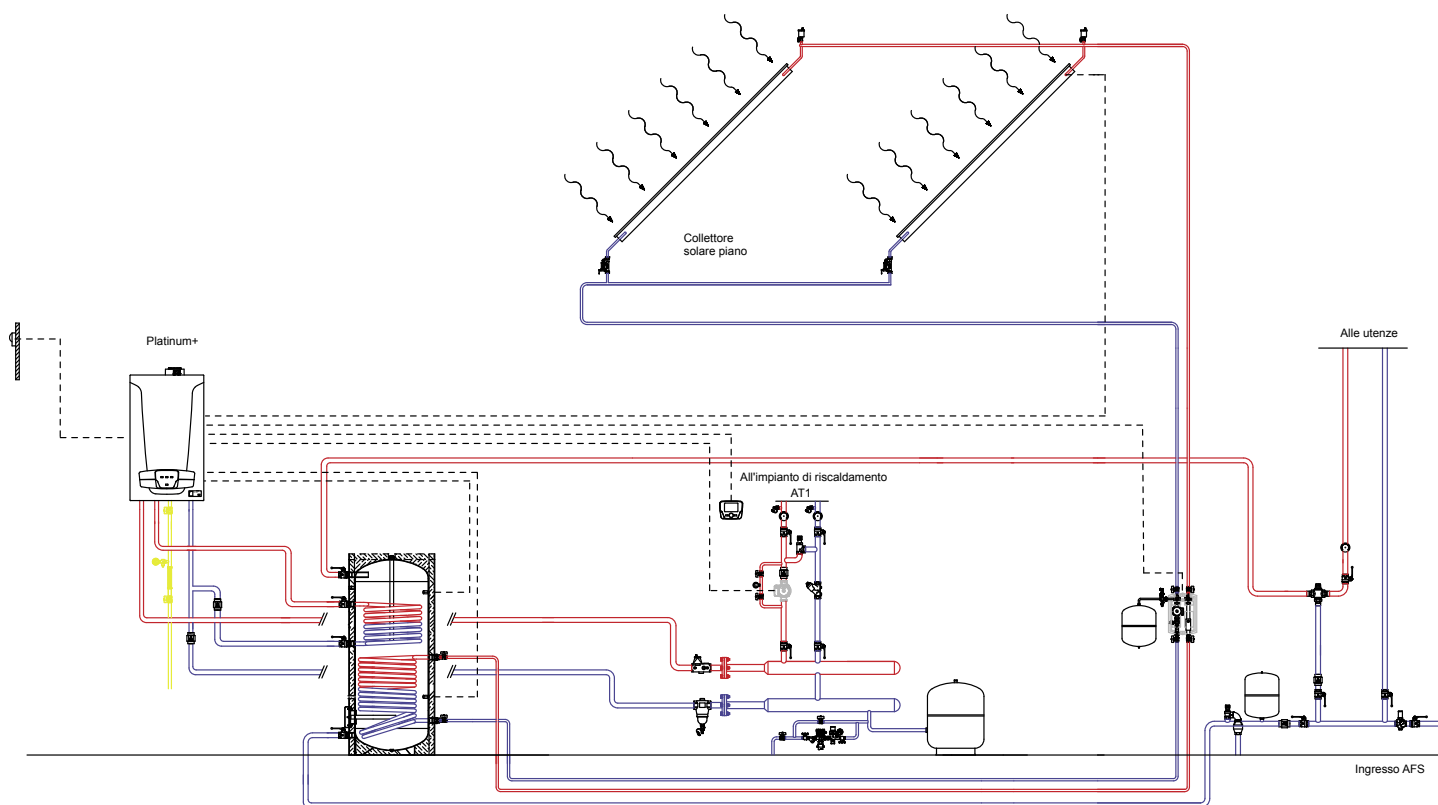 Collettore
solare piano
Platinum+
Alle utenze
All'impianto di riscaldamento
AT1
Ingresso AFS